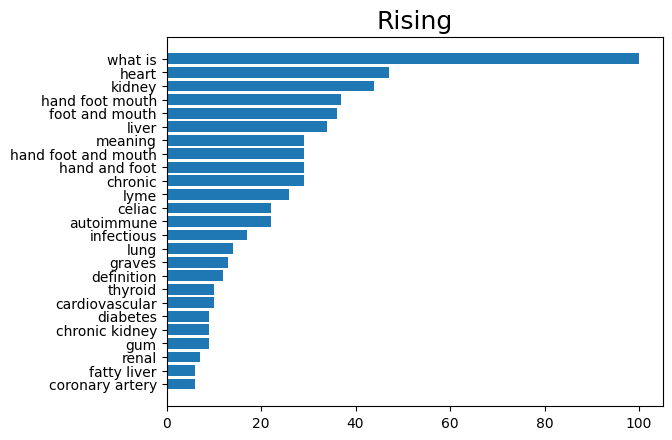 Rising
what is
heart
kidney
hand foot mouth
foot and mouth
liver
meaning
hand foot and mouth
hand and foot
chronic
lyme
celiac
autoimmune
infectious
lung
graves
definition
thyroid
cardiovascular
diabetes
chronic kidney
gum
renal
fatty liver
coronary artery
0 20 40 60 80 100